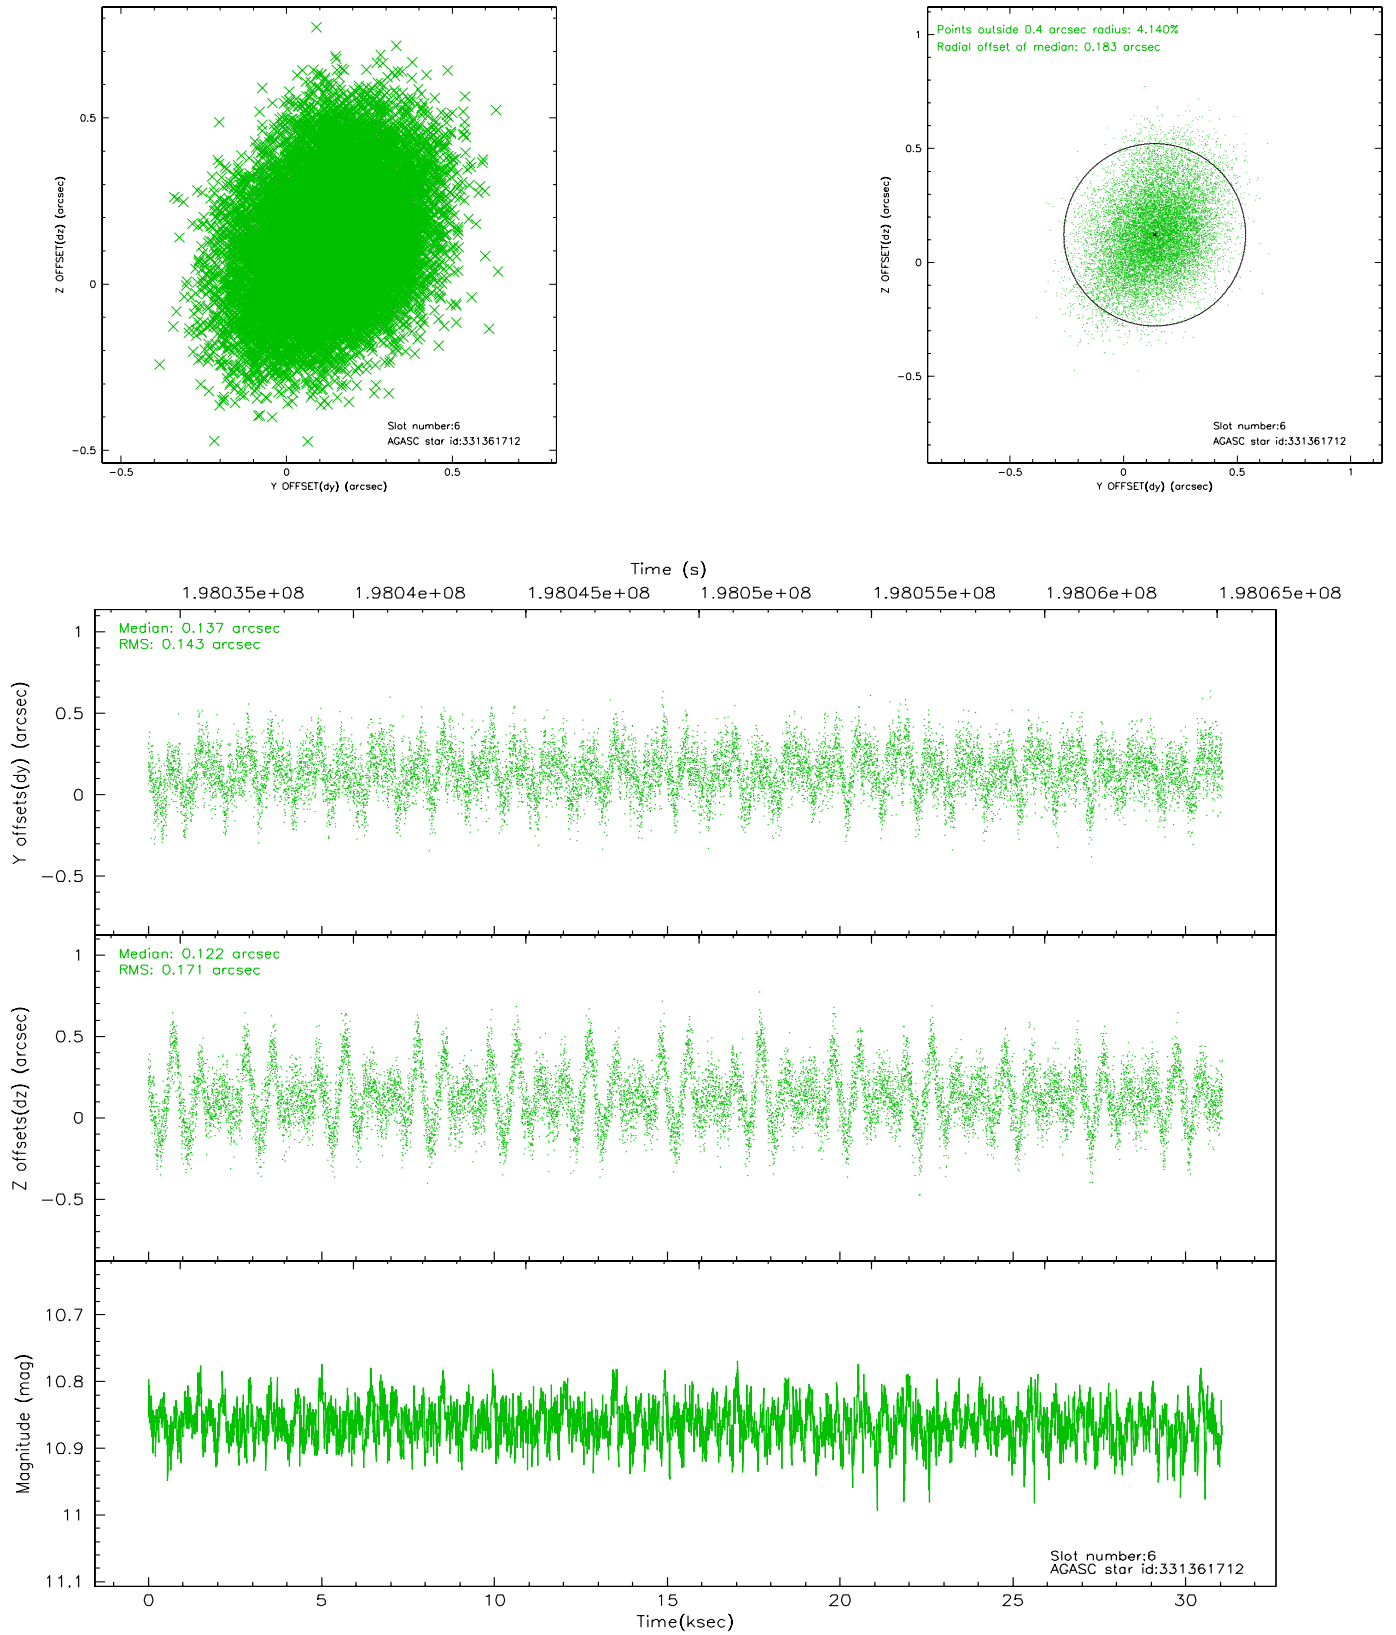 0.5
0
−0.5
Z OFFSET(dz) (arcsec)
−0.5
0
0.5
Y OFFSET(dy) (arcsec)
Slot number:6
AGASC star id:331361712
Points outside 0.4 arcsec radius: 4.140%
Radial offset of median: 0.183 arcsec
1
0.5
0
−0.5
Z OFFSET(dz) (arcsec)
−0.5
0
0.5
1
Y OFFSET(dy) (arcsec)
Slot number:6
AGASC star id:331361712
Time (s)
1.98035e+08
1.9804e+08
1.98045e+08
1.9805e+08
1.98055e+08
1.9806e+08
1.98065e+08
Median: 0.137 arcsec
RMS: 0.143 arcsec
1
0.5
0
−0.5
Y offsets(dy) (arcsec)
Median: 0.122 arcsec
RMS: 0.171 arcsec
1
0.5
0
−0.5
Z offsets(dz) (arcsec)
10.7
10.8
10.9
11
11.1
Magnitude (mag)
Slot number:6
AGASC star id:331361712
0
5
10
15
20
25
30
Time(ksec)